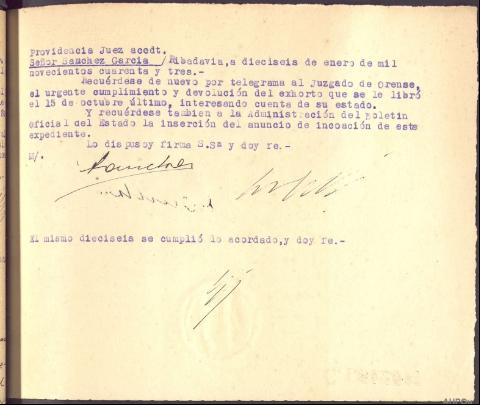 Providencia Juez accdt.
Señor Sanchez Garcia / Ribadavia, a dieciseis de enero de mil
novecientos cuarenta y tres.-
Recuérdese de nuevo por telegrama al Juzgado de Orense,
el urgente cumplimiento y devolución del exhorto que se le libró
el 15 de octubre último, interesando cuenta de su estado.
Y recuérdese tambien a la Administración del Boletin
Oficial del Estado la inserción del anuncio de incoación de este
expediente.
Lo dispusoy firma S.Sª y doy fe.-
M/.
El mismo dieciseis se cumplió lo acordado,y doy fe.-